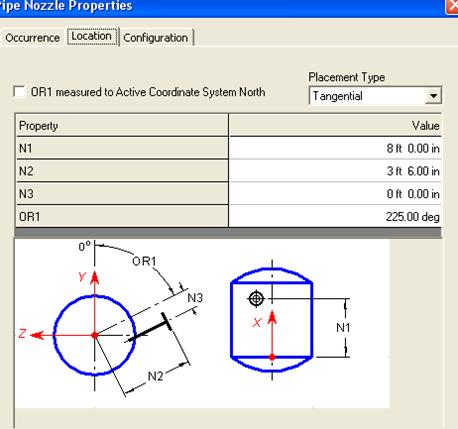 Pipe Nozzle Properties
Occurrence Location Configuration
OR1 measured to Active Coordinate System North
Placement Type
Tangential
Property Value
N1 8 ft 0.00 in
N2 3 ft 6.00 in
N3 0 ft 0.00 in
OR1 225.00 deg
0°
OR1
Y
N3
Z
N2
X
N1